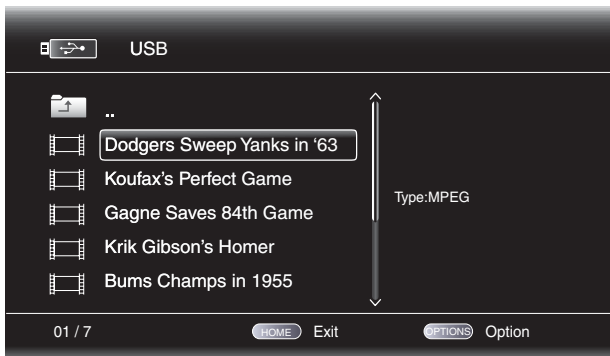 USB
..
Dodgers Sweep Yanks in ‘63
Koufax's Perfect Game
Gagne Saves 84th Game
Krik Gibson's Homer
Bums Champs in 1955
Type:MPEG
01 / 7 HOME Exit OPTIONS Option